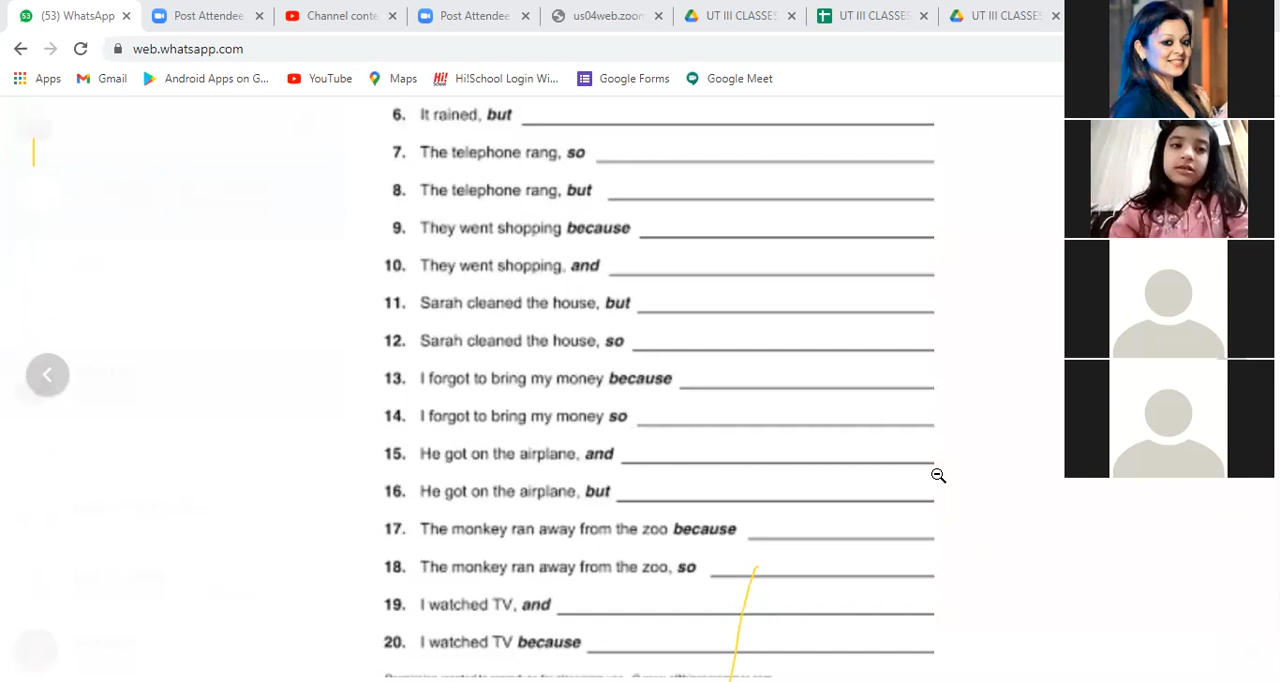 (53) WhatsApp
Post Attendee
Channel conte
Post Attendee
us04web.zoom
UT III CLASSES
UT III CLASSES
UT III CLASSES
web.whatsapp.com
Apps
Gmail
Android Apps on G...
YouTube
Maps
Hi! Hi!School Login Wi...
Google Forms
Google Meet
6. It rained, but
7. The telephone rang, so
8. The telephone rang, but
9. They went shopping because
10. They went shopping, and
11. Sarah cleaned the house, but
12. Sarah cleaned the house, so
13. I forgot to bring my money because
14. I forgot to bring my money so
15. He got on the airplane, and
16. He got on the airplane, but
17. The monkey ran away from the zoo because
18. The monkey ran away from the zoo, so
19. I watched TV, and
20. I watched TV because